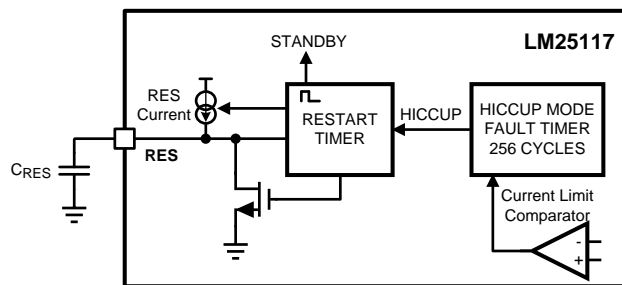 LM25117
STANDBY
RES
Current
RESTART
TIMER
HICCUP
HICCUP MODE
FAULT TIMER
256 CYCLES
RES
CRES
Current Limit
Comparator
-
+